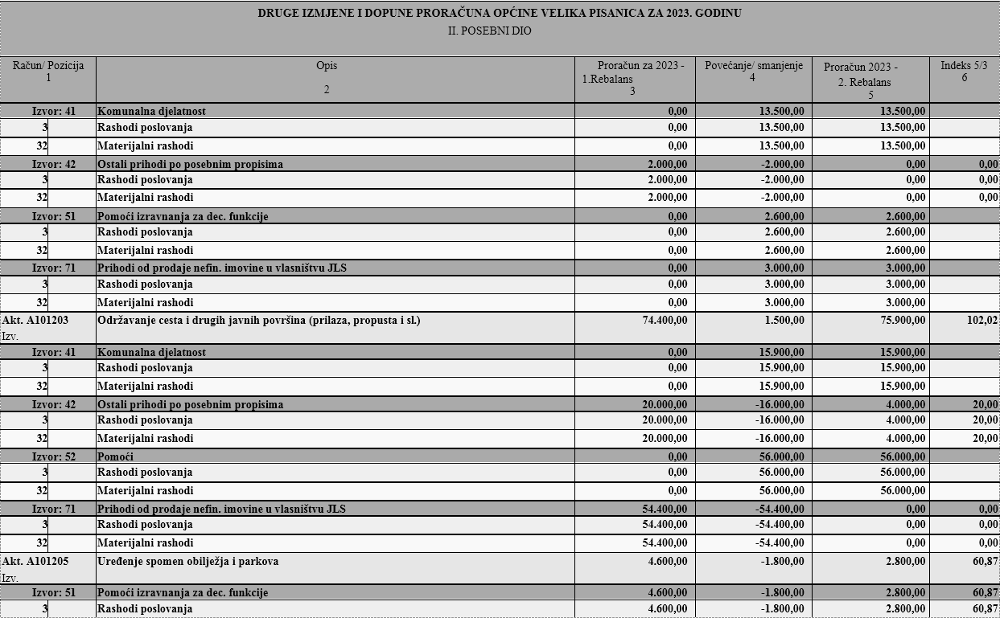 DRUGE IZMJENE I DOPUNE PRORAČUNA OPĆINE VELIKA PISANICA ZA 2023. GODINU
II. POSEBNI DIO
Račun/ Pozicija Opis Proračun za 2023 - Povećanje/ smanjenje Proračun 2023 - Indeks 5/3
1 2 1.Rebalans 4 2. Rebalans 6
3 5
Izvor: 41 Komunalna djelatnost 0,00 13.500,00 13.500,00
3 Rashodi poslovanja 0,00 13.500,00 13.500,00
32 Materijalni rashodi 0,00 13.500,00 13.500,00
Izvor: 42 Ostali prihodi po posebnim propisima 2.000,00 -2.000,00 0,00 0,00
3 Rashodi poslovanja 2.000,00 -2.000,00 0,00 0,00
32 Materijalni rashodi 2.000,00 -2.000,00 0,00 0,00
Izvor: 51 Pomoći izravnanja za dec. funkcije 0,00 2.600,00 2.600,00
3 Rashodi poslovanja 0,00 2.600,00 2.600,00
32 Materijalni rashodi 0,00 2.600,00 2.600,00
Izvor: 71 Prihodi od prodaje nefin. imovine u vlasništvu JLS 0,00 3.000,00 3.000,00
3 Rashodi poslovanja 0,00 3.000,00 3.000,00
32 Materijalni rashodi 0,00 3.000,00 3.000,00
Akt. A101203 Održavanje cesta i drugih javnih površina (prilaza, propusta i sl.) 74.400,00 1.500,00 75.900,00 102,02
Izv.
Izvor: 41 Komunalna djelatnost 0,00 15.900,00 15.900,00
3 Rashodi poslovanja 0,00 15.900,00 15.900,00
32 Materijalni rashodi 0,00 15.900,00 15.900,00
Izvor: 42 Ostali prihodi po posebnim propisima 20.000,00 -16.000,00 4.000,00 20,00
3 Rashodi poslovanja 20.000,00 -16.000,00 4.000,00 20,00
32 Materijalni rashodi 20.000,00 -16.000,00 4.000,00 20,00
Izvor: 52 Pomoći 0,00 56.000,00 56.000,00
3 Rashodi poslovanja 0,00 56.000,00 56.000,00
32 Materijalni rashodi 0,00 56.000,00 56.000,00
Izvor: 71 Prihodi od prodaje nefin. imovine u vlasništvu JLS 54.400,00 -54.400,00 0,00 0,00
3 Rashodi poslovanja 54.400,00 -54.400,00 0,00 0,00
32 Materijalni rashodi 54.400,00 -54.400,00 0,00 0,00
Akt. A101205 Uređenje spomen obilježja i parkova 4.600,00 -1.800,00 2.800,00 60,87
Izv.
Izvor: 51 Pomoći izravnanja za dec. funkcije 4.600,00 -1.800,00 2.800,00 60,87
3 Rashodi poslovanja 4.600,00 -1.800,00 2.800,00 60,87